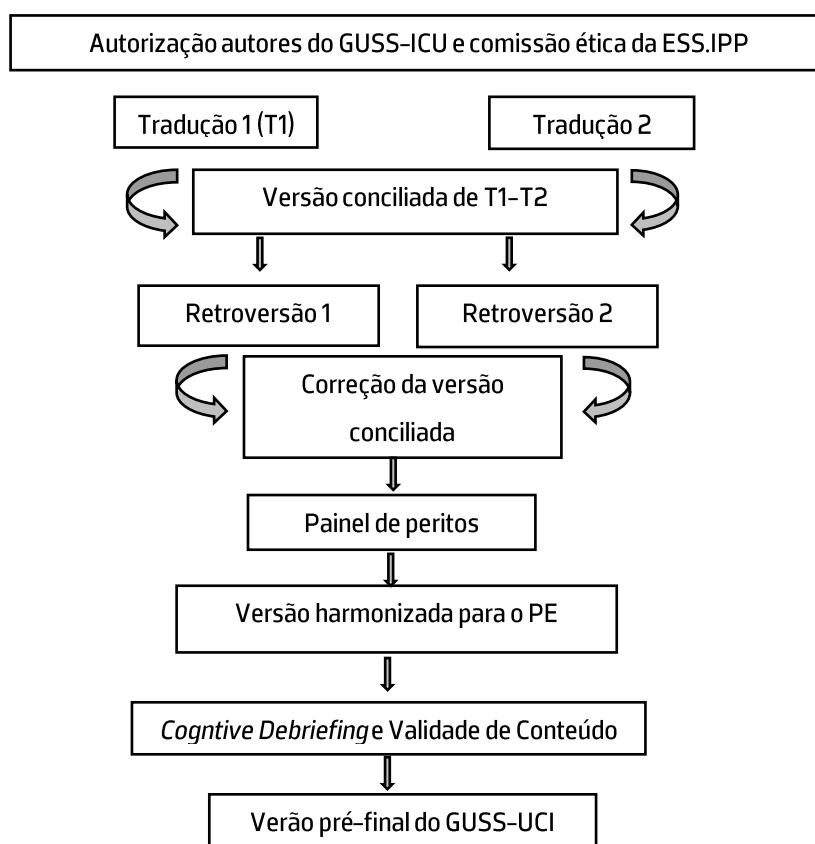 Autorização autores do GUSS-ICU e comissão ética da ESS.IPP
Tradução 1 (T1)
Tradução 2
Versão conciliada de T1-T2
Retroversão 1
Retroversão 2
Correção da versão
conciliada
Painel de peritos
Versão harmonizada para o PE
Cogntive Debriefing e Validade de Conteúdo
Verão pré-final do GUSS-UCI